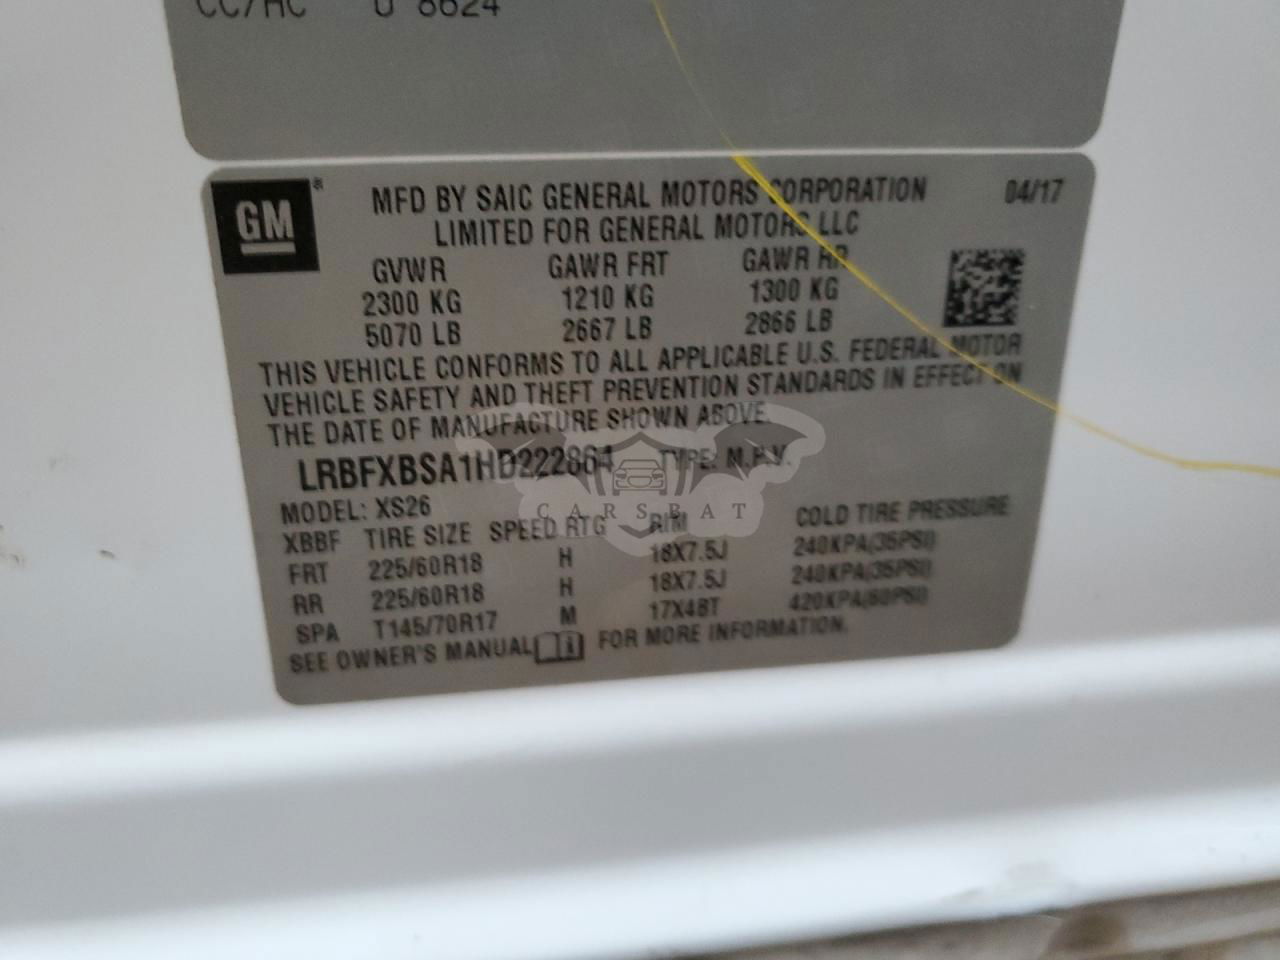 CC/HC U 8624
GM
®
MFD BY SAIC GENERAL MOTORS CORPORATION 04/17
LIMITED FOR GENERAL MOTORS LLC
GVWR GAWR FRT GAWR RR
2300 KG 1210 KG 1300 KG
5070 LB 2667 LB 2866 LB
THIS VEHICLE CONFORMS TO ALL APPLICABLE U.S. FEDERAL MOTOR
VEHICLE SAFETY AND THEFT PREVENTION STANDARDS IN EFFECT ON
THE DATE OF MANUFACTURE SHOWN ABOVE.
LRBFXBSA1HD222864 TYPE: M.P.V.
CARSBAT
MODEL: XS26
XBBF TIRE SIZE SPEED RTG RIM COLD TIRE PRESSURE
FRT 225/60R18 H 18X7.5J 240KPA(35PSI)
RR 225/60R18 H 18X7.5J 240KPA(35PSI)
SPA T145/70R17 M 17X4BT 420KPA(60PSI)
SEE OWNER'S MANUAL FOR MORE INFORMATION.